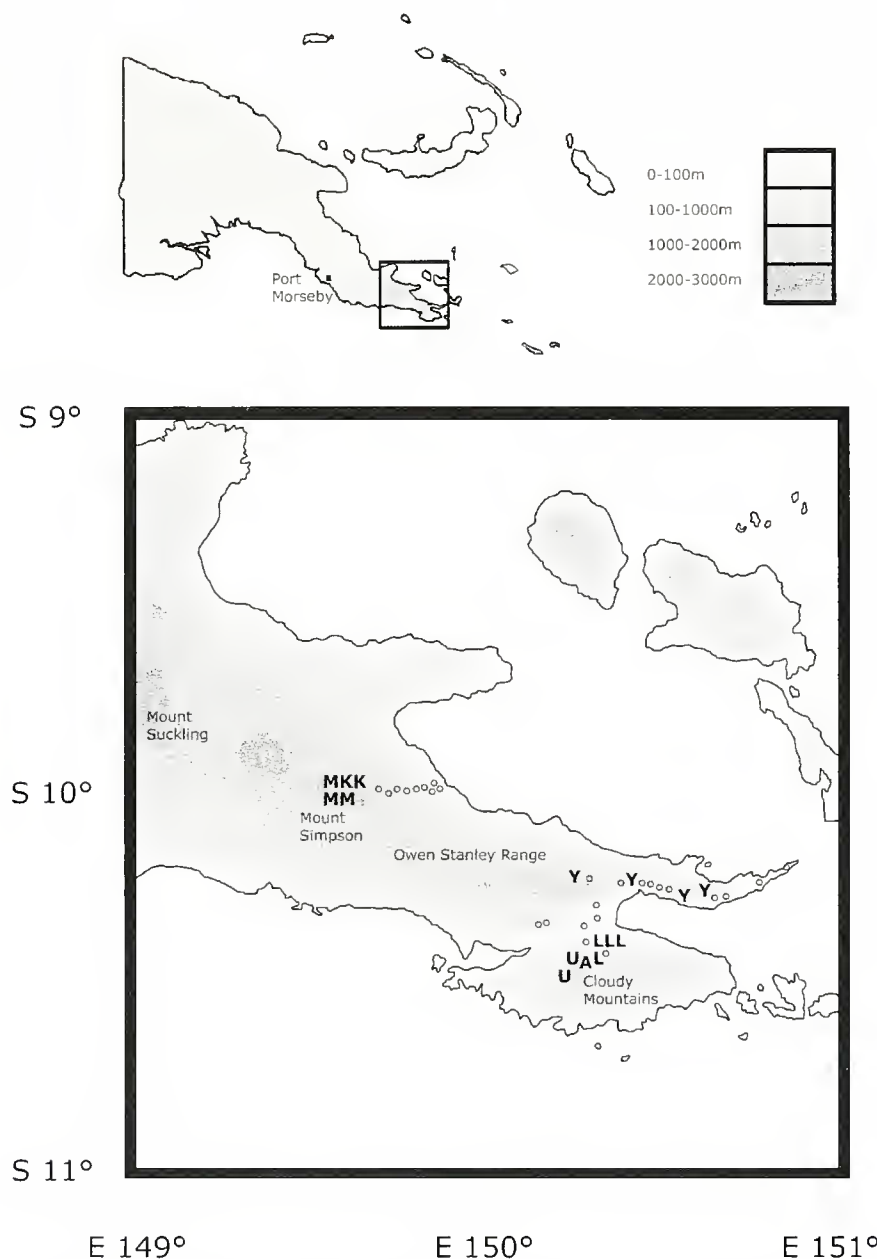 0-100m
100-1000m
1000-2000m
2000-3000m
Port
Morseby
S 9°
Mount
Suckling
S 10°
MKK
MM
Mount
Simpson
Owen Stanley Range
Y Y Y Y
LLL
UAL
U
Cloudy
Mountains
S 11°
E 149° E 150° E 151°